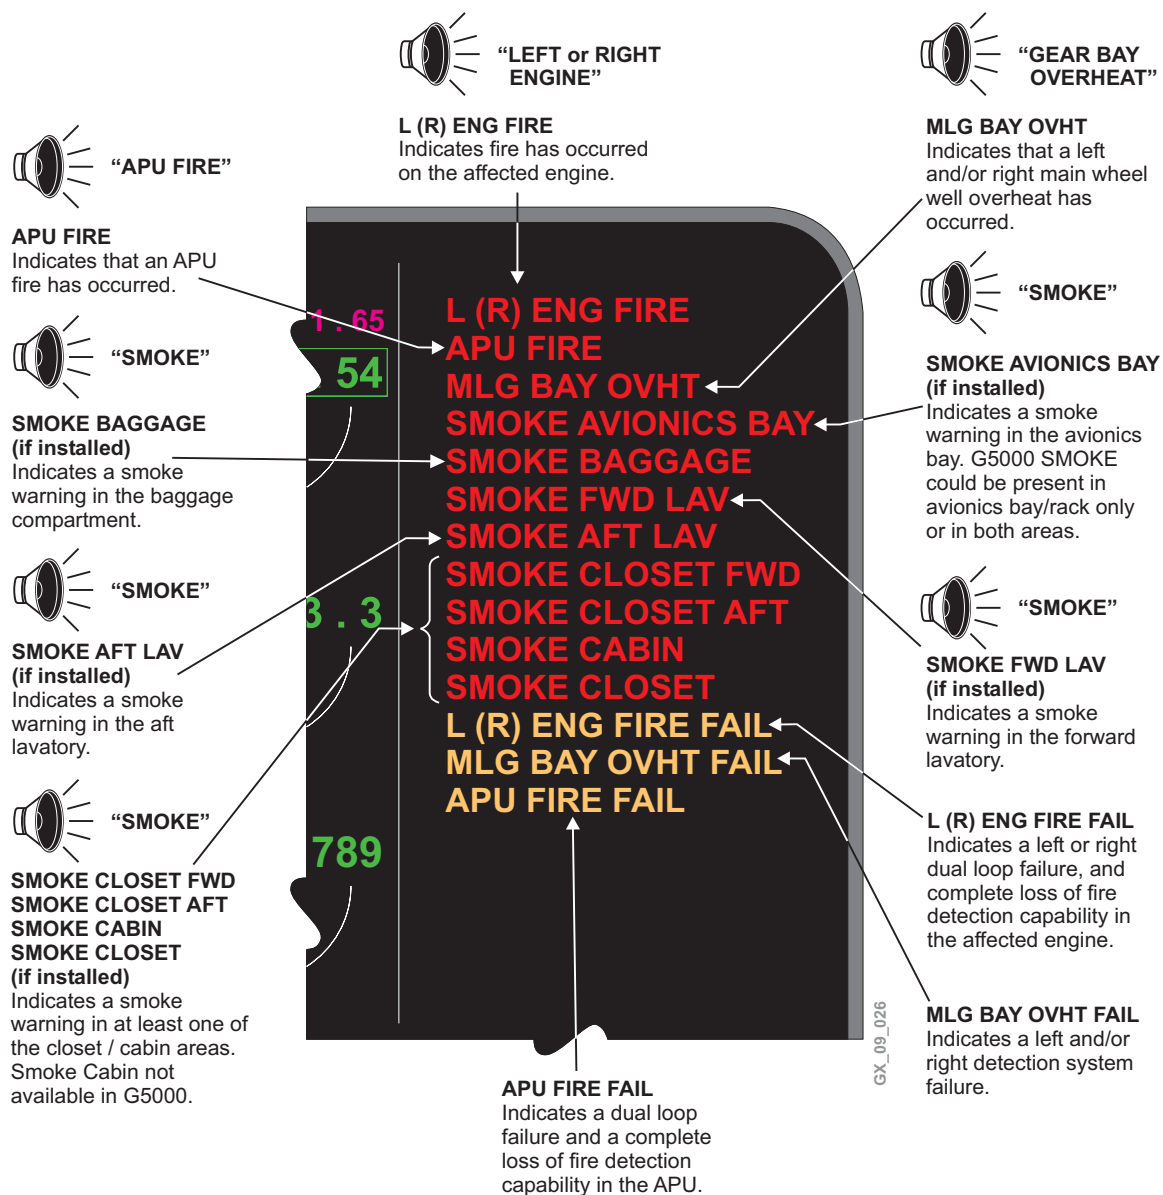 “LEFT or RIGHT
ENGINE”
L (R) ENG FIRE
Indicates fire has occurred
on the affected engine.
“GEAR BAY
OVERHEAT”
MLG BAY OVHT
Indicates that a left
and/or right main wheel
well overheat has
occurred.
“APU FIRE”
APU FIRE
Indicates that an APU
fire has occurred.
“SMOKE”
SMOKE BAGGAGE
(if installed)
Indicates a smoke
warning in the baggage
compartment.
“SMOKE”
SMOKE AFT LAV
(if installed)
Indicates a smoke
warning in the aft
lavatory.
“SMOKE”
SMOKE CLOSET FWD
SMOKE CLOSET AFT
SMOKE CABIN
SMOKE CLOSET
(if installed)
Indicates a smoke
warning in at least one of
the closet / cabin areas.
Smoke Cabin not
available in G5000.
1 . 65
54
3 . 3
789
L (R) ENG FIRE
APU FIRE
MLG BAY OVHT
SMOKE AVIONICS BAY
SMOKE BAGGAGE
SMOKE FWD LAV
SMOKE AFT LAV
SMOKE CLOSET FWD
SMOKE CLOSET AFT
SMOKE CABIN
SMOKE CLOSET
L (R) ENG FIRE FAIL
MLG BAY OVHT FAIL
APU FIRE FAIL
“SMOKE”
SMOKE AVIONICS BAY
(if installed)
Indicates a smoke
warning in the avionics
bay. G5000 SMOKE
could be present in
avionics bay/rack only
or in both areas.
“SMOKE”
SMOKE FWD LAV
(if installed)
Indicates a smoke
warning in the forward
lavatory.
L (R) ENG FIRE FAIL
Indicates a left or right
dual loop failure, and
complete loss of fire
detection capability in
the affected engine.
MLG BAY OVHT FAIL
Indicates a left and/or
right detection system
failure.
GX_09_026
APU FIRE FAIL
Indicates a dual loop
failure and a complete
loss of fire detection
capability in the APU.